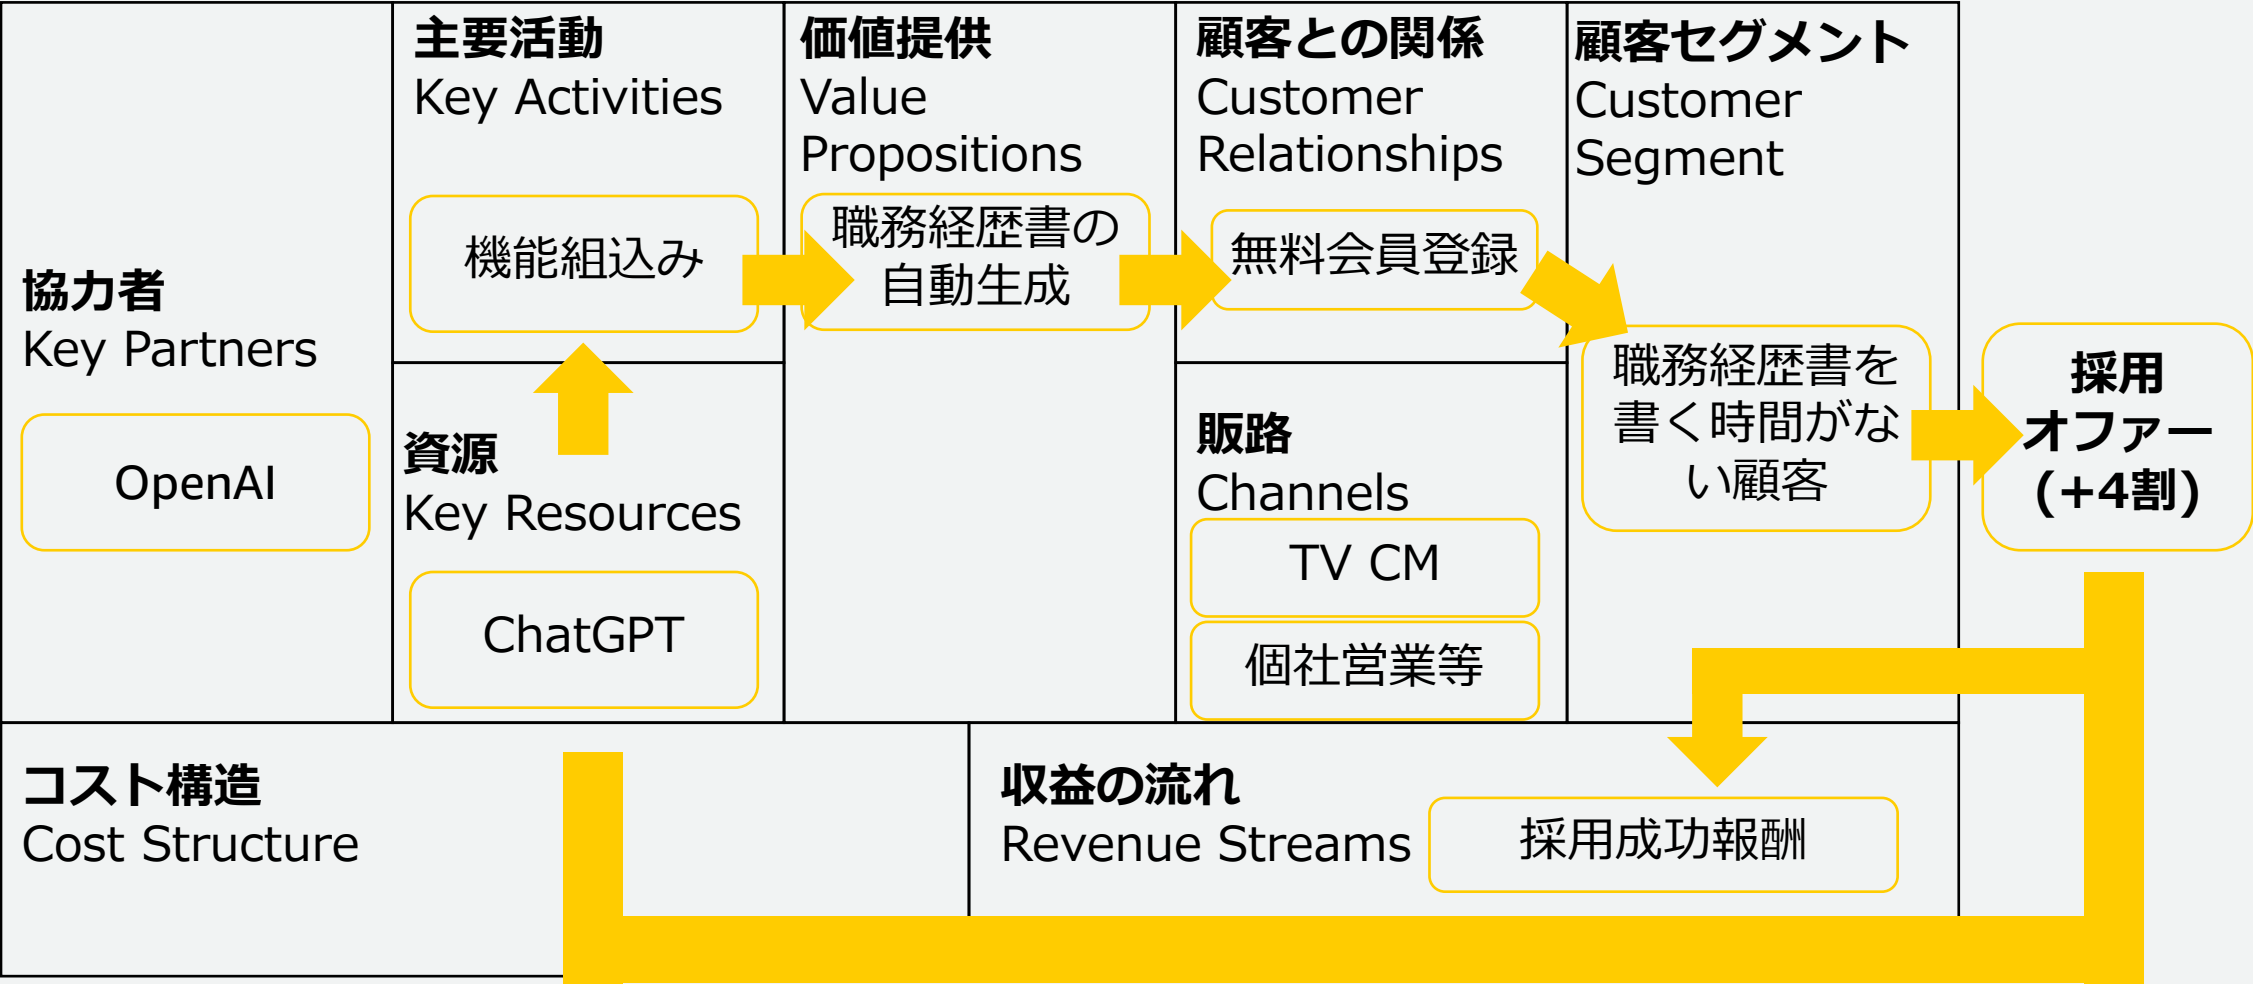 協力者
Key Partners
OpenAI
主要活動
Key Activities
機能組込み
資源
Key Resources
ChatGPT
価値提供
Value
Propositions
職務経歴書の
自動生成
顧客との関係
Customer
Relationships
無料会員登録
販路
Channels
TV CM
個社営業等
顧客セグメント
Customer
Segment
職務経歴書を
書く時間がな
い顧客
採用
オファー
(+4割)
コスト構造
Cost Structure
収益の流れ
Revenue Streams
採用成功報酬